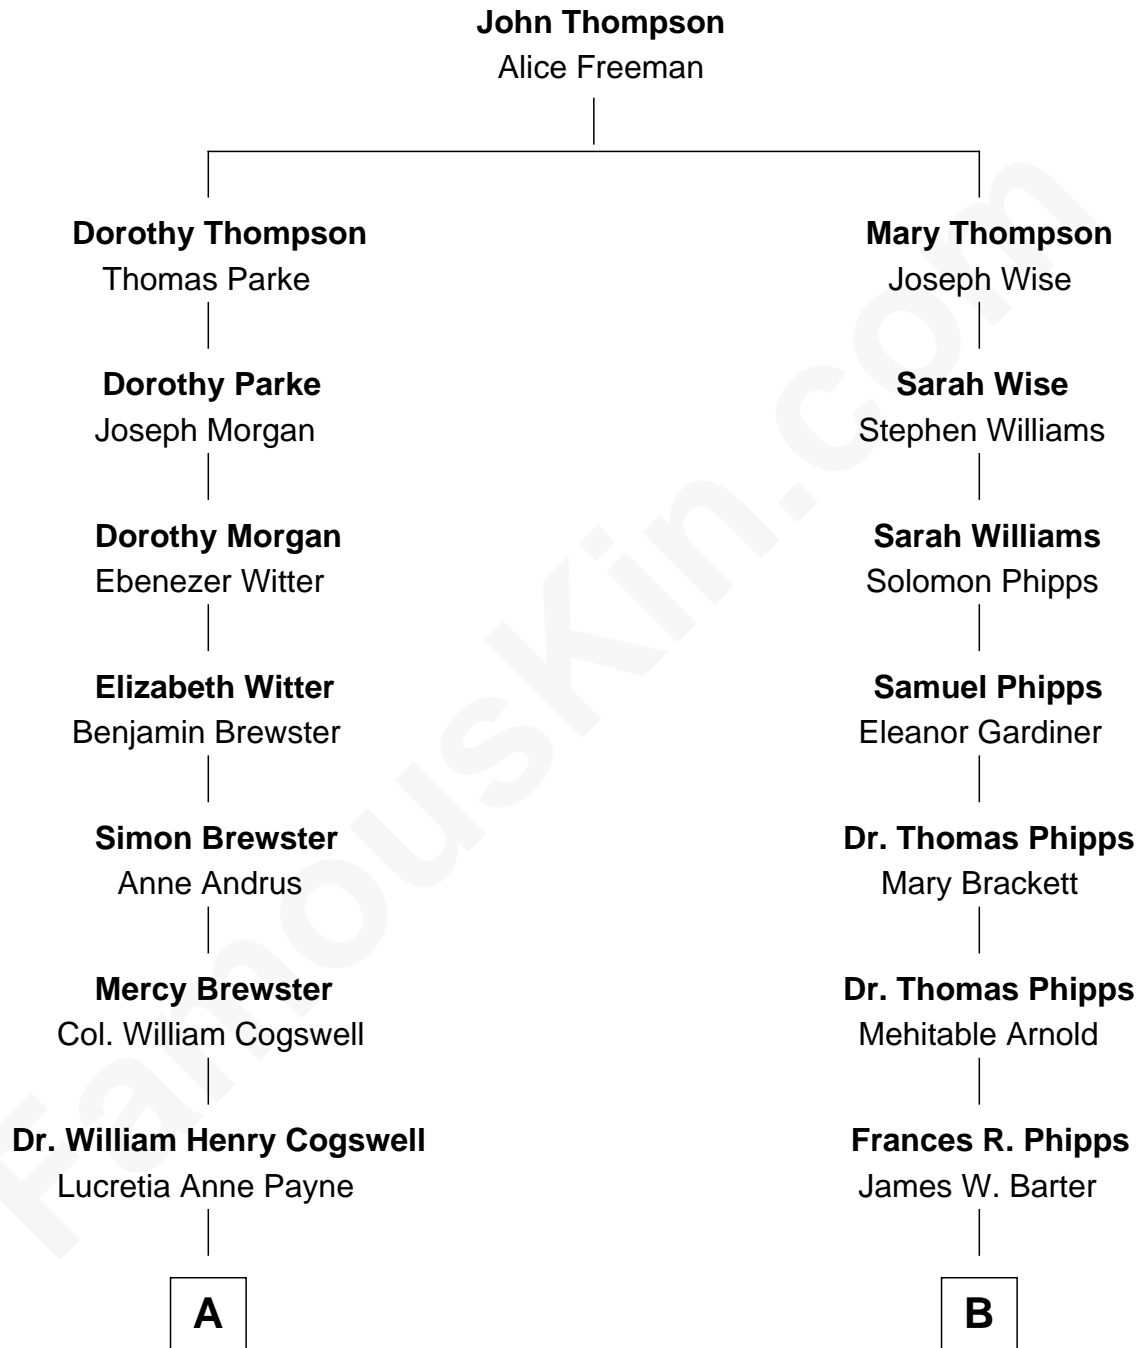 John Thompson
Alice Freeman
Dorothy Thompson
Thomas Parke
Mary Thompson
Joseph Wise
Dorothy Parke
Joseph Morgan
Sarah Wise
Stephen Williams
Dorothy Morgan
Ebenezer Witter
Sarah Williams
Solomon Phipps
Elizabeth Witter
Benjamin Brewster
Samuel Phipps
Eleanor Gardiner
Simon Brewster
Anne Andrus
Dr. Thomas Phipps
Mary Brackett
Mercy Brewster
Col. William Cogswell
Dr. Thomas Phipps
Mehitable Arnold
Dr. William Henry Cogswell
Lucretia Anne Payne
Frances R. Phipps
James W. Barter
A
B
FamousKin.com